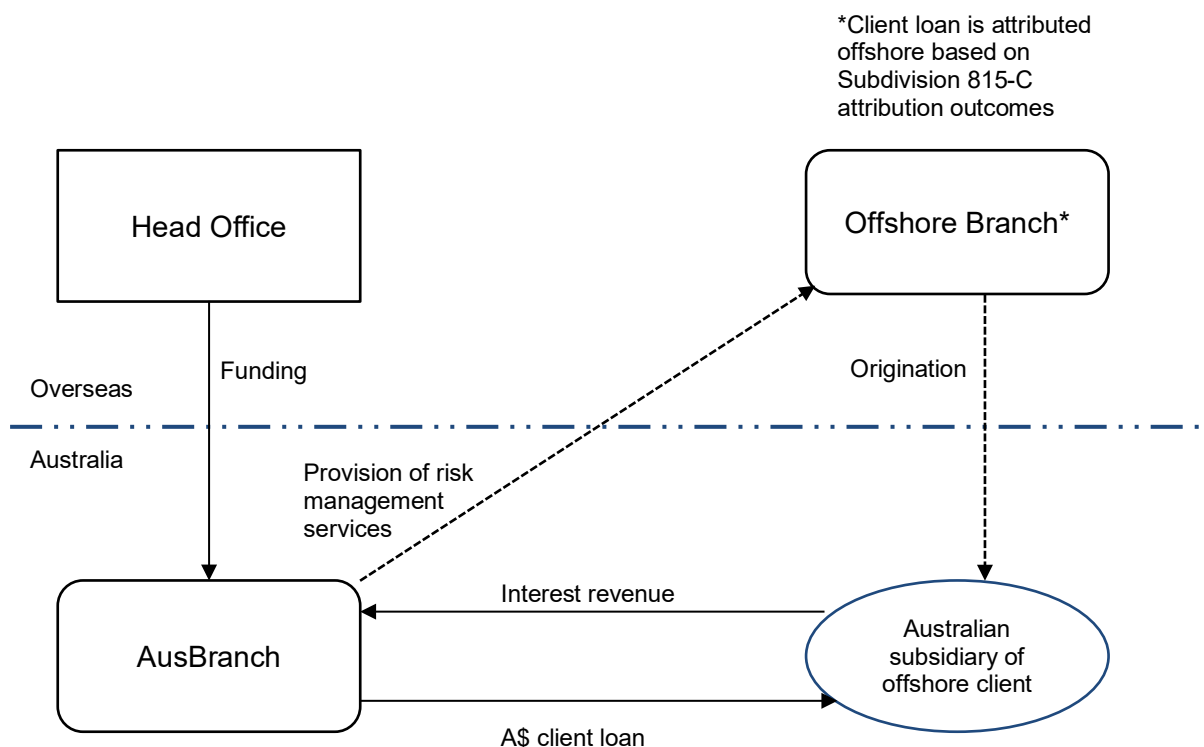 *Client loan is attributed
offshore based on
Subdivision 815-C
attribution outcomes
Head Office
Offshore Branch*
Funding
Origination
Overseas
Australia
Provision of risk
management
services
Interest revenue
AusBranch
Australian
subsidiary of
offshore client
A$ client loan